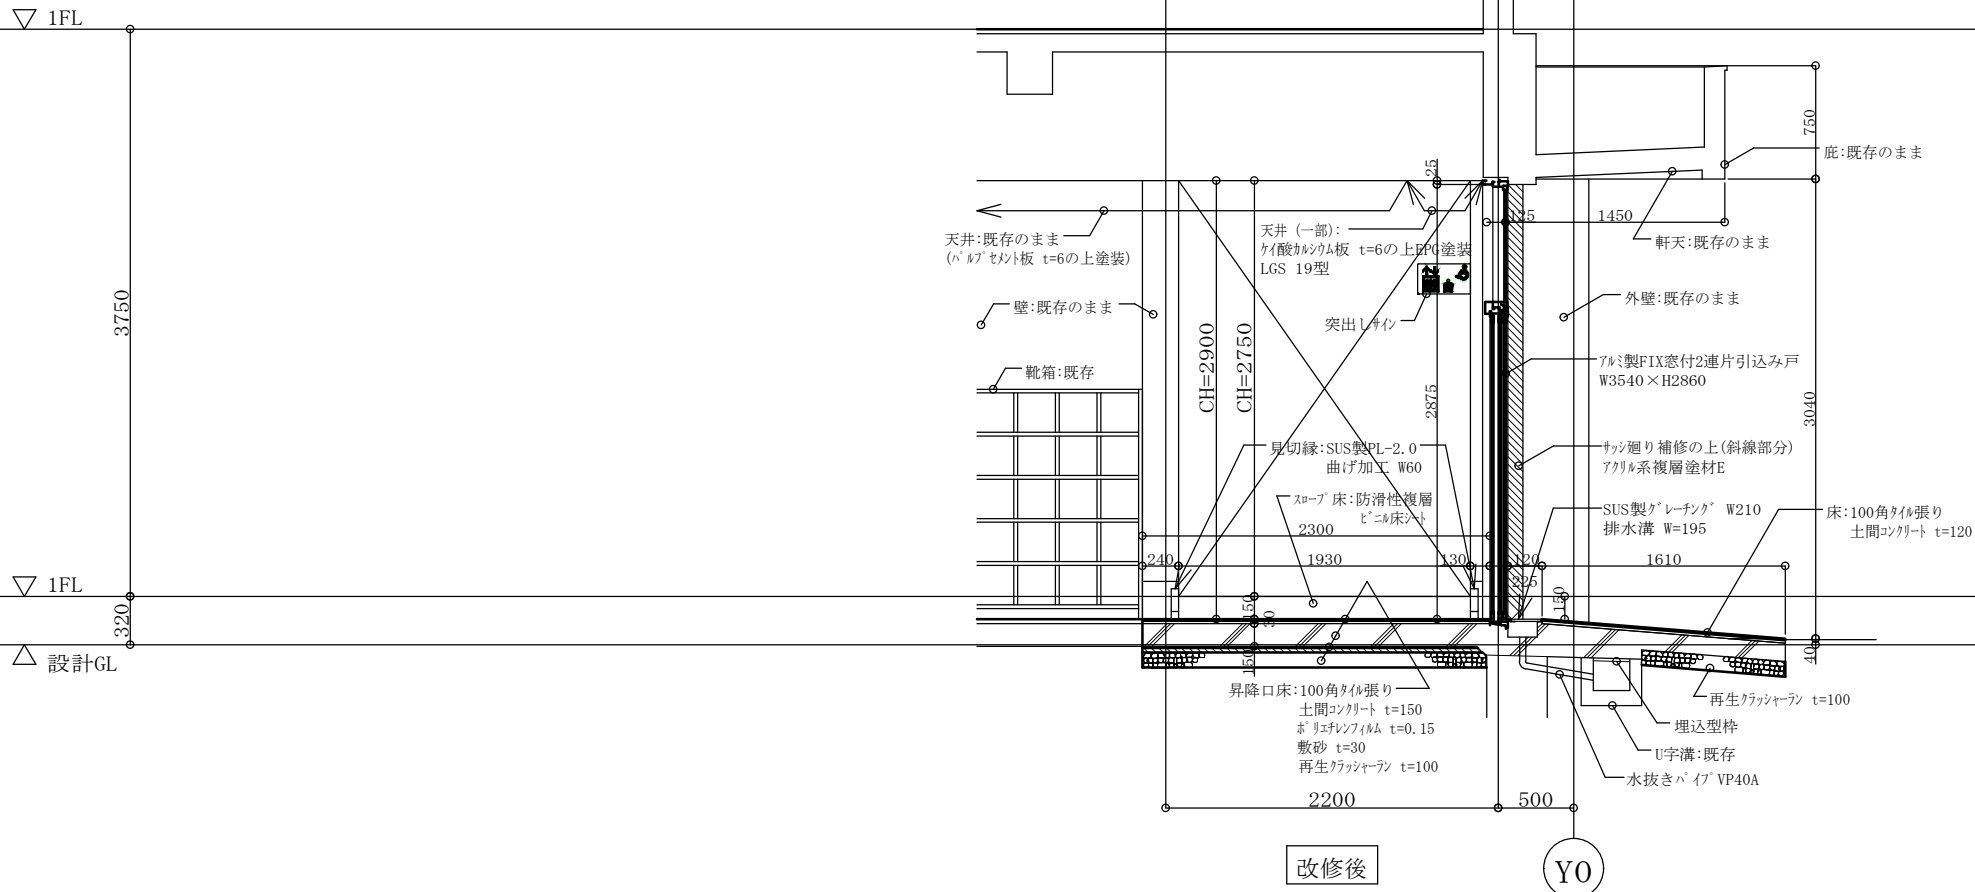 1FL
25
750
庇:既存のまま
125
1450
軒天:既存のまま
天井:既存のまま
(パルプセメント板 t=6の上塗装)
天井(一部):
ケイ酸カルシウム板 t=6の上EPG塗装
LGS 19型
壁:既存のまま
外壁:既存のまま
突出しサイン
3750
CH=2900
CH=2750
2875
3040
アルミ製FIX窓付2連片引込み戸
W3540×H2860
靴箱:既存
見切縁:SUS製PL-2.0
曲げ加工 W60
サッシ廻り補修の上(斜線部分)
アクリル系複層塗材E
スロープ床:防滑性複層
ビニル床シート
SUS製グレーチング W210
排水溝 W=195
床:100角タイル張り
土間コンクリート t=120
2300
240
1930
130
120
1610
225
1FL
150
30
150
150
320
40
設計GL
昇降口床:100角タイル張り
土間コンクリート t=150
ポリエチレンフィルム t=0.15
敷砂 t=30
再生クラッシャーラン t=100
再生クラッシャーラン t=100
埋込型枠
U字溝:既存
水抜きパイプVP40A
2200
500
改修後
Y0